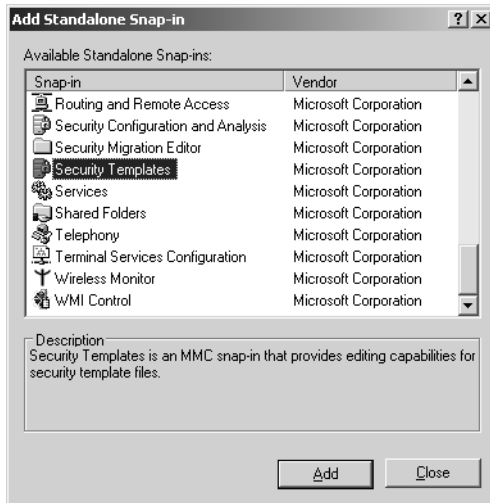 Add Standalone Snap-in
Available Standalone Snap-ins:
Snap-in Vendor
Routing and Remote Access Microsoft Corporation
Security Configuration and Analysis Microsoft Corporation
Security Migration Editor Microsoft Corporation
Security Templates Microsoft Corporation
Services Microsoft Corporation
Shared Folders Microsoft Corporation
Telephony Microsoft Corporation
Terminal Services Configuration Microsoft Corporation
Wireless Monitor Microsoft Corporation
WMI Control Microsoft Corporation
Description
Security Templates is an MMC snap-in that provides editing capabilities for
security template files.
Add Close